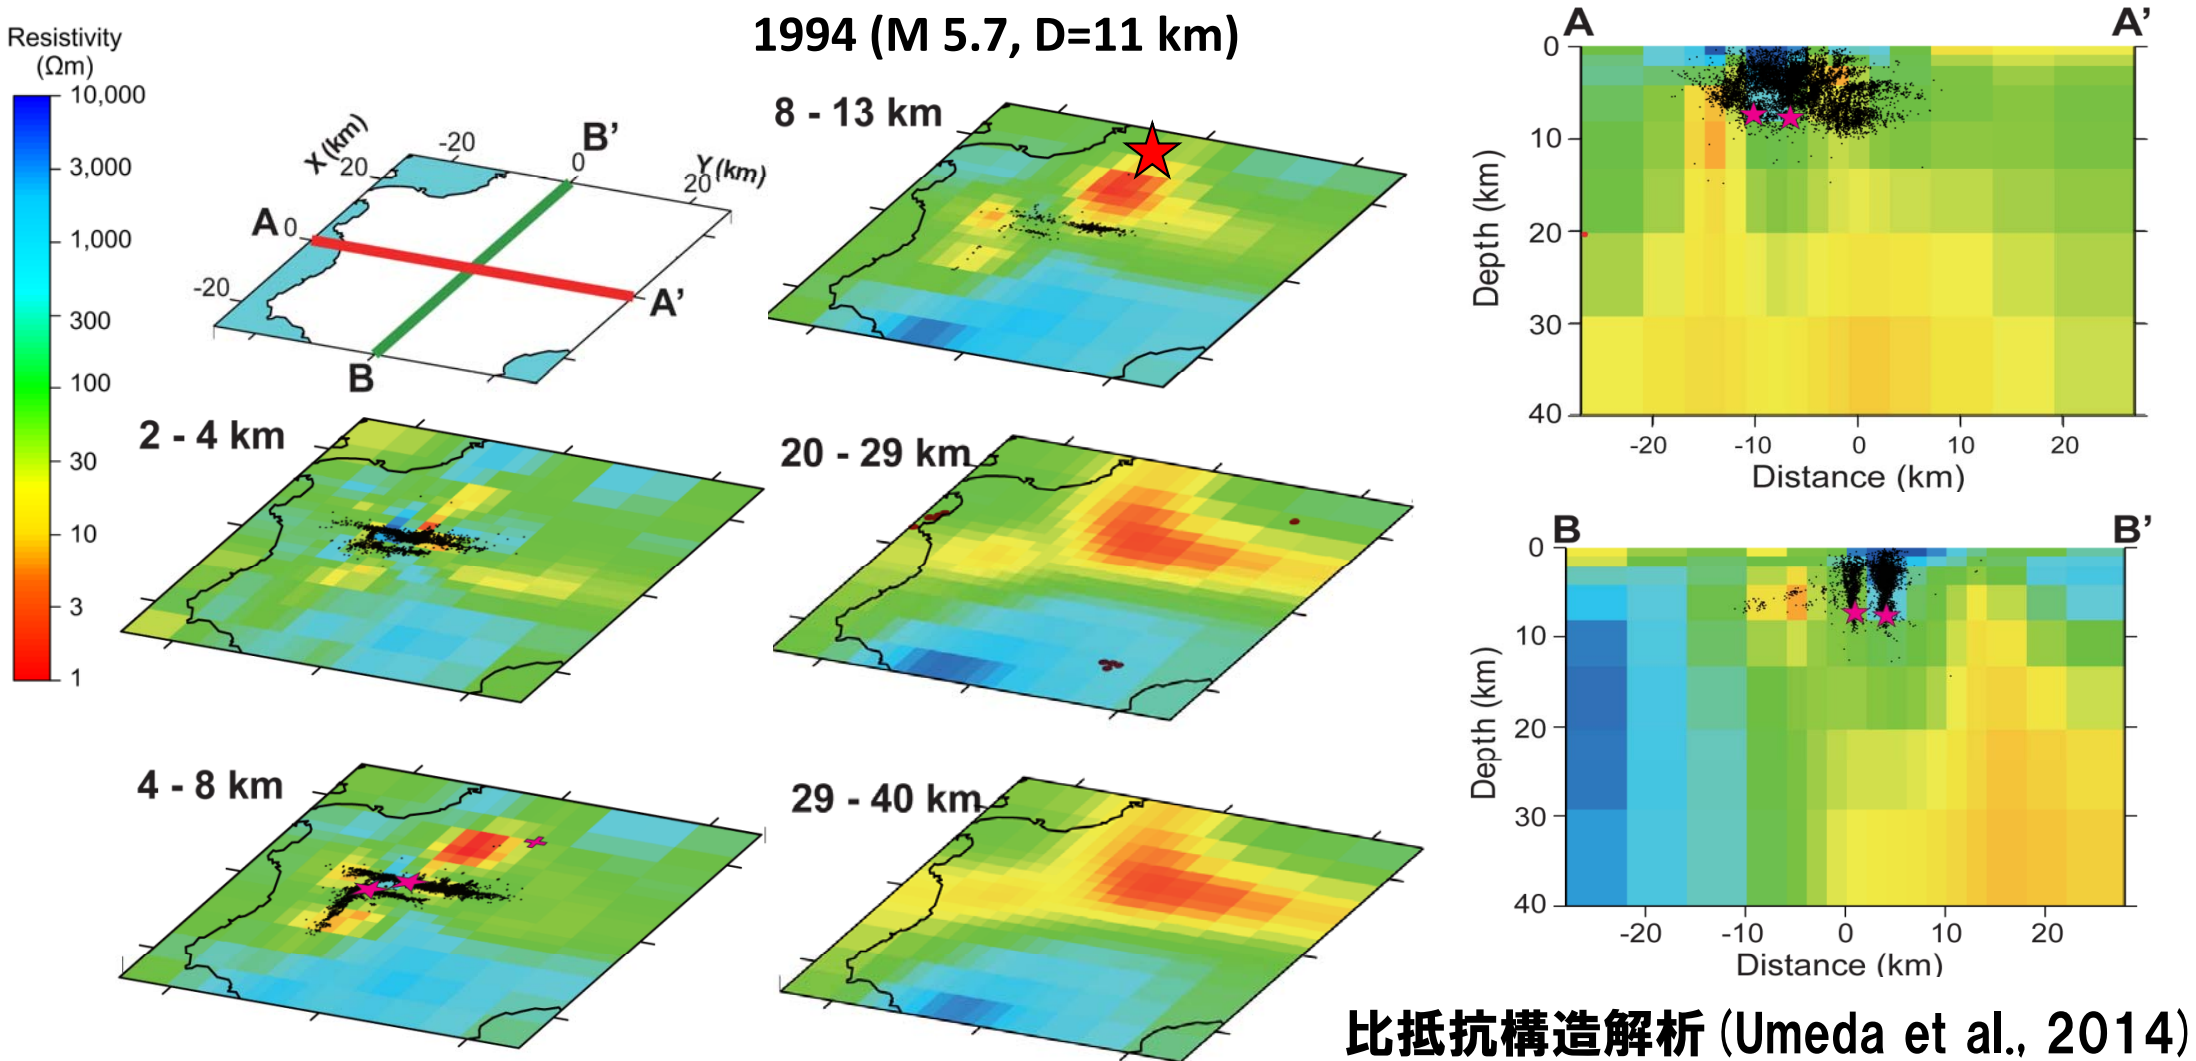 1994 (M 5.7, D=11 km)
Resistivity
(Ωm)
10,000
3,000
1,000
300
100
30
10
3
1
X (km)
20
0
-20
-20
0
20
Y (km)
A
A'
B
B'
8 - 13 km
2 - 4 km
20 - 29 km
4 - 8 km
29 - 40 km
A
A'
0
10
20
30
40
Depth (km)
-20
-10
0
10
20
Distance (km)
B
B'
0
10
20
30
40
Depth (km)
-20
-10
0
10
20
Distance (km)
比抵抗構造解析 (Umeda et al., 2014)